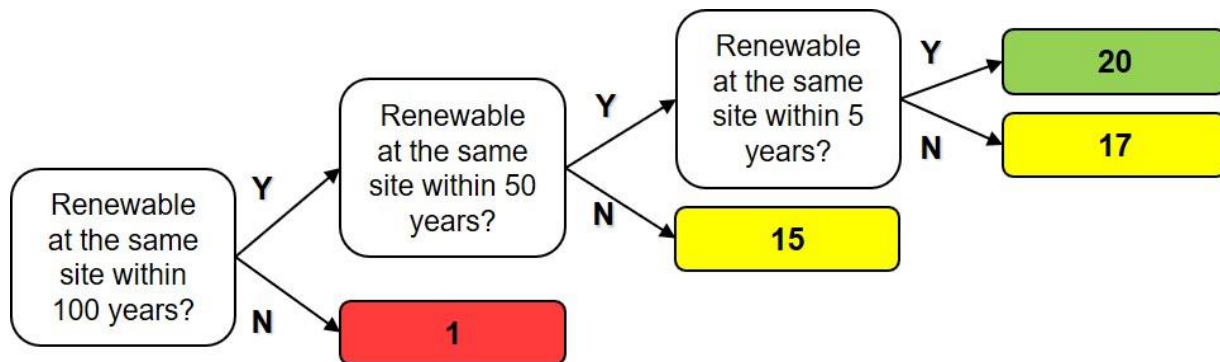 Renewable
at the same
site within
100 years?
Y
N
1
Renewable
at the same
site within 50
years?
Y
N
15
Renewable
at the same
site within 5
years?
Y
N
20
17